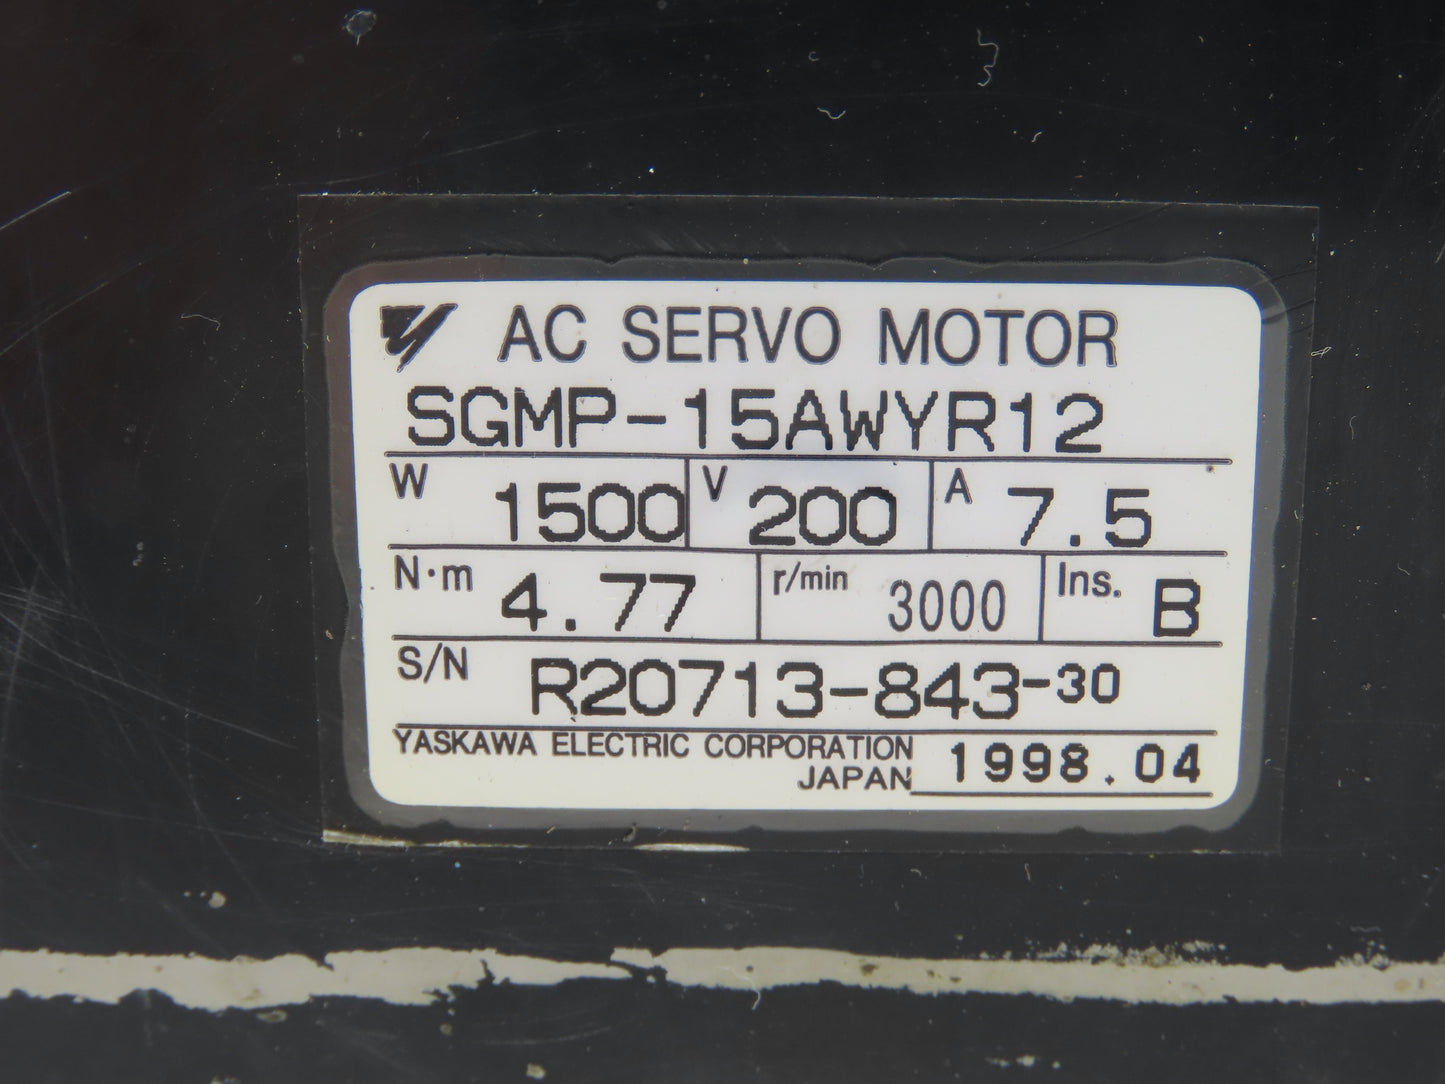 AC SERVO MOTOR
SGMP-15AWYR12
W 1500 V 200 A 7.5
N·m 4.77 r/min 3000 Ins. B
S/N R20713-843-30
YASKAWA ELECTRIC CORPORATION
JAPAN 1998.04